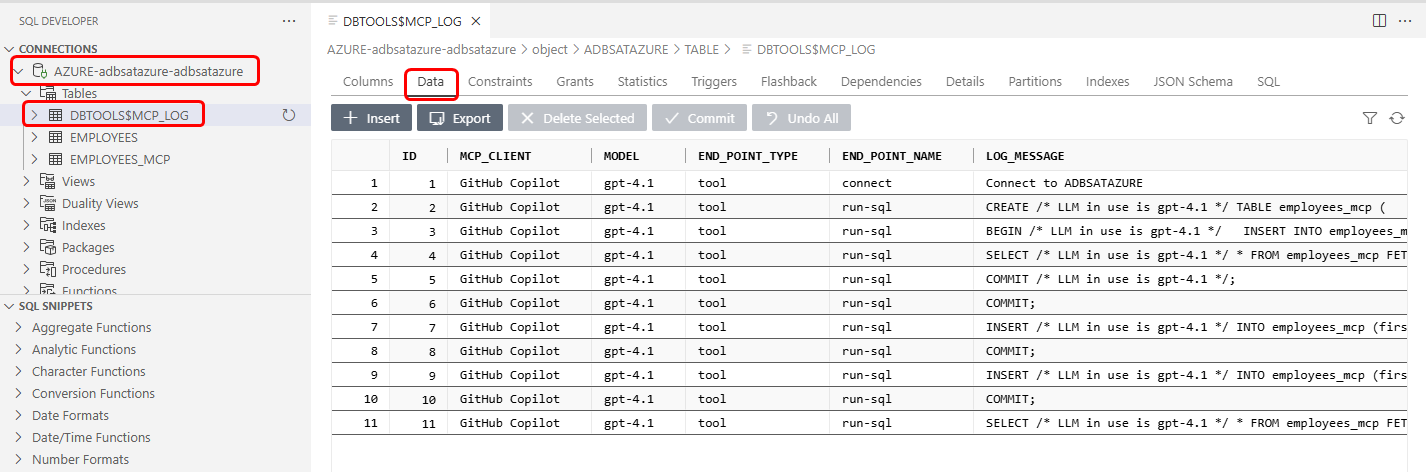 SQL DEVELOPER ···
CONNECTIONS
AZURE-adbsatazure-adbsatazure
Tables
DBTOOLS$MCP_LOG
EMPLOYEES
EMPLOYEES_MCP
Views
Duality Views
Indexes
Packages
Procedures
Functions
SQL SNIPPETS
Aggregate Functions
Analytic Functions
Character Functions
Conversion Functions
Date Formats
Date/Time Functions
Number Formats
DBTOOLS$MCP_LOG
AZURE-adbsatazure-adbsatazure > object > ADBSATAZURE > TABLE > DBTOOLS$MCP_LOG
Columns Data Constraints Grants Statistics Triggers Flashback Dependencies Details Partitions Indexes JSON Schema SQL
Insert Export Delete Selected Commit Undo All
ID MCP_CLIENT MODEL END_POINT_TYPE END_POINT_NAME LOG_MESSAGE
1 1 GitHub Copilot gpt-4.1 tool connect Connect to ADBSATAZURE
2 2 GitHub Copilot gpt-4.1 tool run-sql CREATE /* LLM in use is gpt-4.1 */ TABLE employees_mcp (
3 3 GitHub Copilot gpt-4.1 tool run-sql BEGIN /* LLM in use is gpt-4.1 */ INSERT INTO employees_m
4 4 GitHub Copilot gpt-4.1 tool run-sql SELECT /* LLM in use is gpt-4.1 */ * FROM employees_mcp FET
5 5 GitHub Copilot gpt-4.1 tool run-sql COMMIT /* LLM in use is gpt-4.1 */;
6 6 GitHub Copilot gpt-4.1 tool run-sql COMMIT;
7 7 GitHub Copilot gpt-4.1 tool run-sql INSERT /* LLM in use is gpt-4.1 */ INTO employees_mcp (firs
8 8 GitHub Copilot gpt-4.1 tool run-sql COMMIT;
9 9 GitHub Copilot gpt-4.1 tool run-sql INSERT /* LLM in use is gpt-4.1 */ INTO employees_mcp (firs
10 10 GitHub Copilot gpt-4.1 tool run-sql COMMIT;
11 11 GitHub Copilot gpt-4.1 tool run-sql SELECT /* LLM in use is gpt-4.1 */ * FROM employees_mcp FET